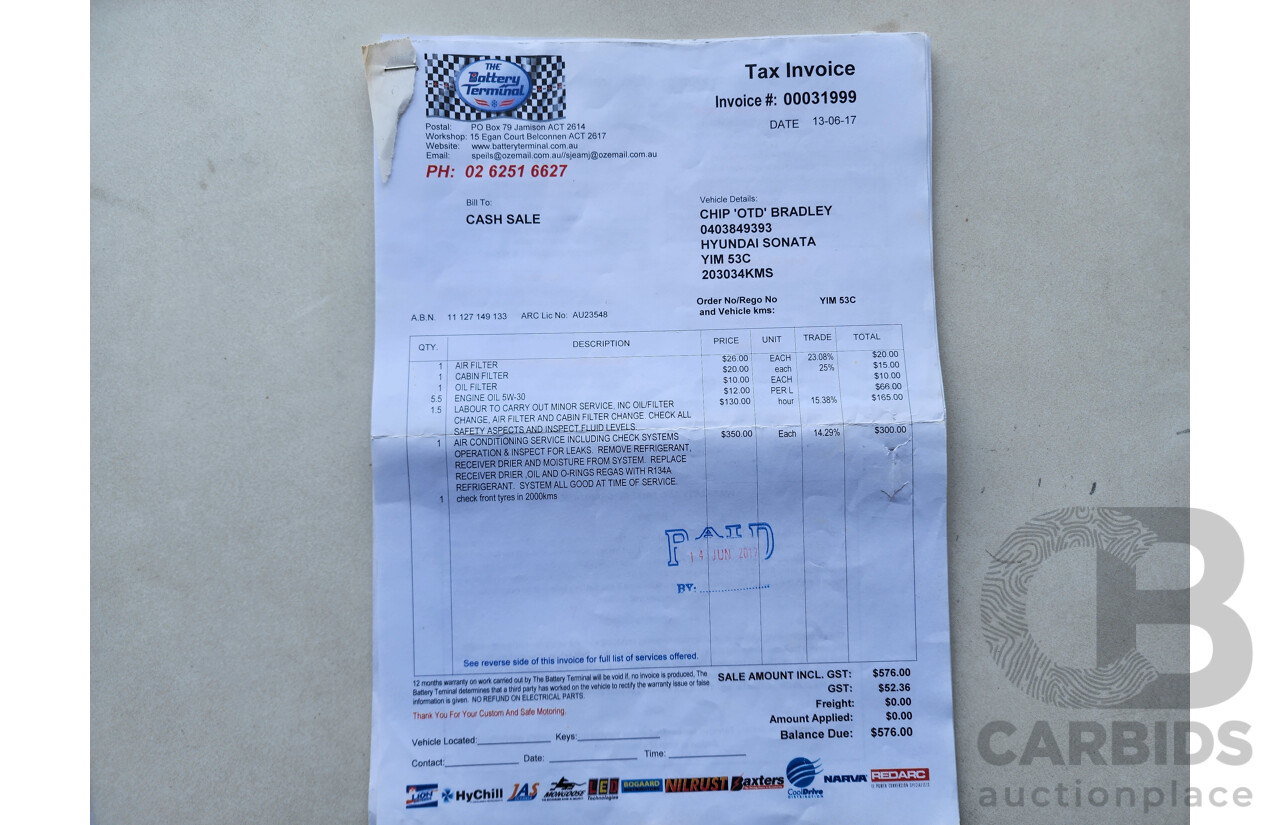 THE
Battery
Terminal
Tax Invoice
Invoice #: 00031999
DATE 13-06-17
Postal: PO Box 79 Jamison ACT 2614
Workshop: 15 Egan Court Belconnen ACT 2617
Website: www.batteryterminal.com.au
Email: speils@ozemail.com.au//sjeamj@ozemail.com.au
PH: 02 6251 6627
Bill To:
CASH SALE
Vehicle Details:
CHIP 'OTD' BRADLEY
0403849393
HYUNDAI SONATA
YIM 53C
203034KMS
Order No/Rego No YIM 53C
and Vehicle kms:
A.B.N. 11 127 149 133 ARC Lic No: AU23548
QTY. DESCRIPTION PRICE UNIT TRADE TOTAL
1 AIR FILTER $26.00 EACH 23.08% $20.00
1 CABIN FILTER $20.00 each 25% $15.00
1 OIL FILTER $10.00 EACH $10.00
5.5 ENGINE OIL 5W-30 $12.00 PER L $66.00
1.5 LABOUR TO CARRY OUT MINOR SERVICE, INC OIL/FILTER $130.00 hour 15.38% $165.00
CHANGE, AIR FILTER AND CABIN FILTER CHANGE. CHECK ALL
SAFETY ASPECTS AND INSPECT FLUID LEVELS
1 AIR CONDITIONING SERVICE INCLUDING CHECK SYSTEMS $350.00 Each 14.29% $300.00
OPERATION & INSPECT FOR LEAKS. REMOVE REFRIGERANT,
RECEIVER DRIER AND MOISTURE FROM SYSTEM. REPLACE
RECEIVER DRIER ,OIL AND O-RINGS REGAS WITH R134A
REFRIGERANT. SYSTEM ALL GOOD AT TIME OF SERVICE.
1 check front tyres in 2000kms
PAID
14 JUN 2017
BY:
See reverse side of this invoice for full list of services offered.
12 months warranty on work carried out by The Battery Terminal will be void if, no invoice is produced, The
Battery Teminal determines that a third party has worked on the vehicle to rectify the warranty issue or false
information is given. NO REFUND ON ELECTRICAL PARTS.
Thank You For Your Custom And Safe Motoring.
SALE AMOUNT INCL. GST: $576.00
GST: $52.36
Freight: $0.00
Amount Applied: $0.00
Balance Due: $576.00
Vehicle Located: Keys:
Contact: Date: Time:
LION HyChill JAS MONGOOSE LED Technologies BOGAARD NILRUST Baxters CoolDrive DISTRIBUTION NARVA REDARC
CB
CARBIDS
auctionplace